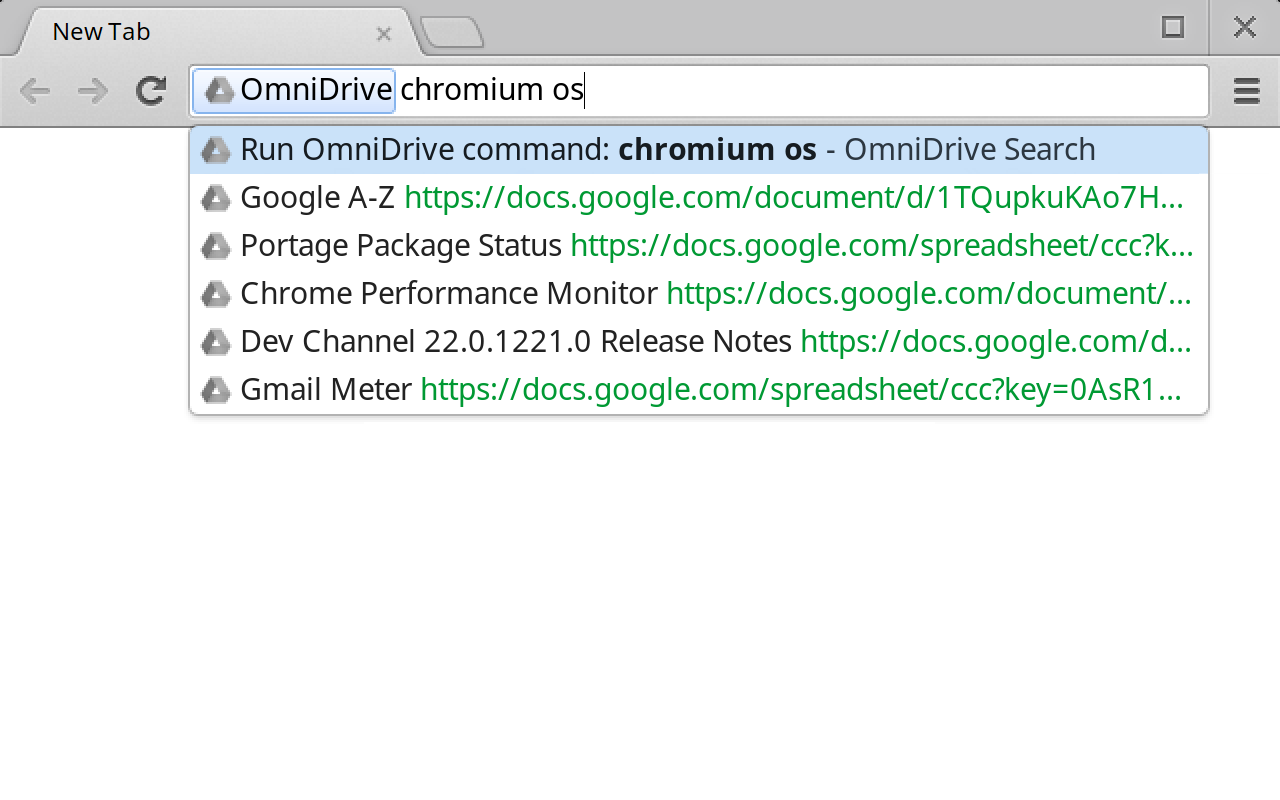 New Tab
OmniDrive chromium os
Run OmniDrive command: chromium os - OmniDrive Search
Google A-Z https://docs.google.com/document/d/1TQupkuKAo7H...
Portage Package Status https://docs.google.com/spreadsheet/ccc?k...
Chrome Performance Monitor https://docs.google.com/document/...
Dev Channel 22.0.1221.0 Release Notes https://docs.google.com/d...
Gmail Meter https://docs.google.com/spreadsheet/ccc?key=0AsR1...